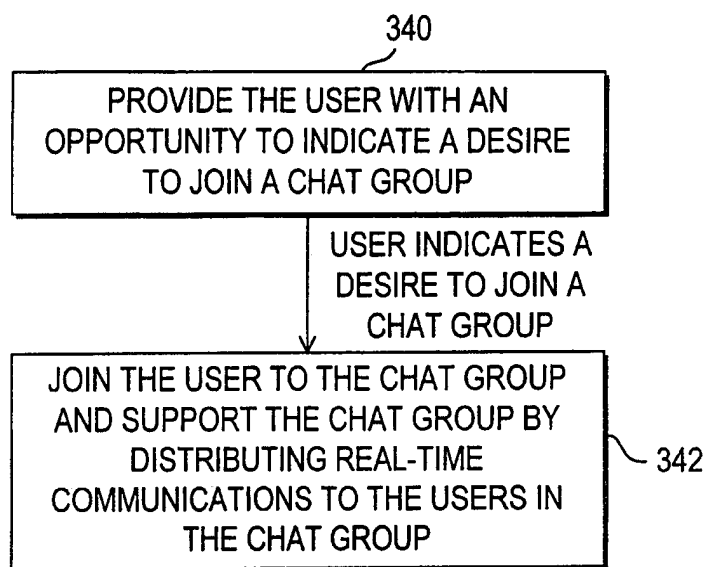 340
PROVIDE THE USER WITH AN
OPPORTUNITY TO INDICATE A DESIRE
TO JOIN A CHAT GROUP
USER INDICATES A
DESIRE TO JOIN A
CHAT GROUP
JOIN THE USER TO THE CHAT GROUP
AND SUPPORT THE CHAT GROUP BY
DISTRIBUTING REAL-TIME
COMMUNICATIONS TO THE USERS IN
THE CHAT GROUP
342